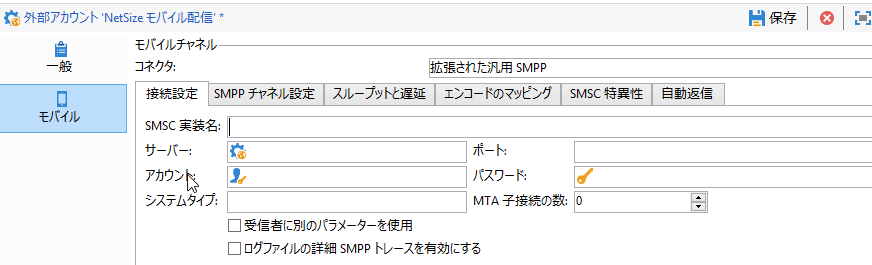 外部アカウント 'NetSize モバイル配信' *
保存
一般
モバイル
モバイルチャネル
コネクタ: 拡張された汎用 SMPP
接続設定 SMPP チャネル設定 スループットと遅延 エンコードのマッピング SMSC 特異性 自動返信
SMSC 実装名:
サーバー: ポート:
アカウント: パスワード:
システムタイプ: MTA 子接続の数: 0
受信者に別のパラメーターを使用
ログファイルの詳細 SMPP トレースを有効にする